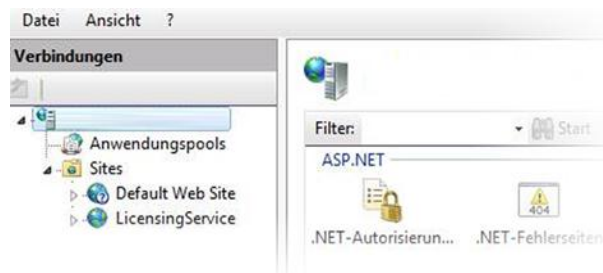 Datei Ansicht ?
Verbindungen
Anwendungspools
Sites
Default Web Site
LicensingService
Filter: Start
ASP.NET
.NET-Autorisierun... .NET-Fehlerseiten
404